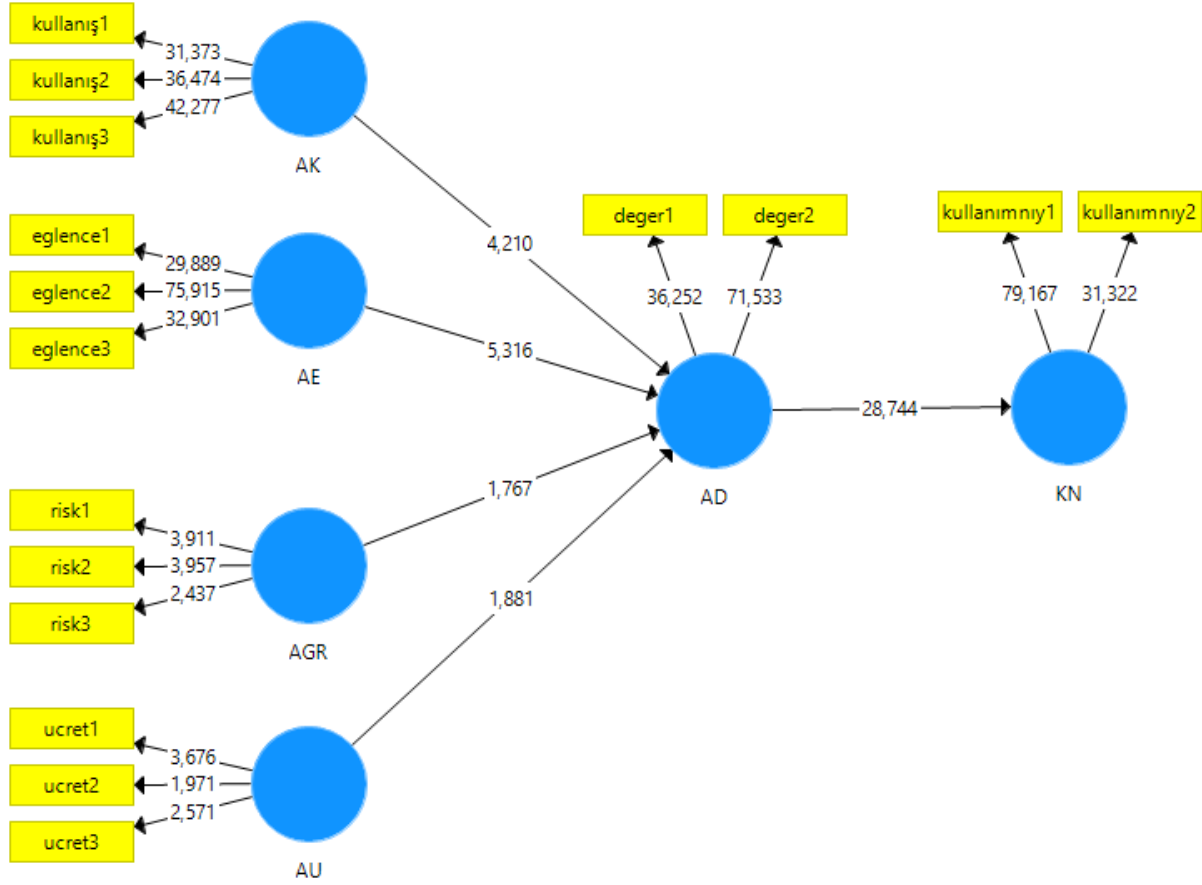 kullanış1
31,373
kullanış2
36,474
42,277
kullanış3
AK
eglence1
29,889
eglence2
75,915
32,901
eglence3
AE
4,210
5,316
deger1
deger2
36,252
71,533
AD
kullanımnıy1
kullanımnıy2
79,167
31,322
28,744
KN
risk1
3,911
risk2
3,957
2,437
risk3
AGR
1,767
1,881
ucret1
3,676
ucret2
1,971
2,571
ucret3
AU